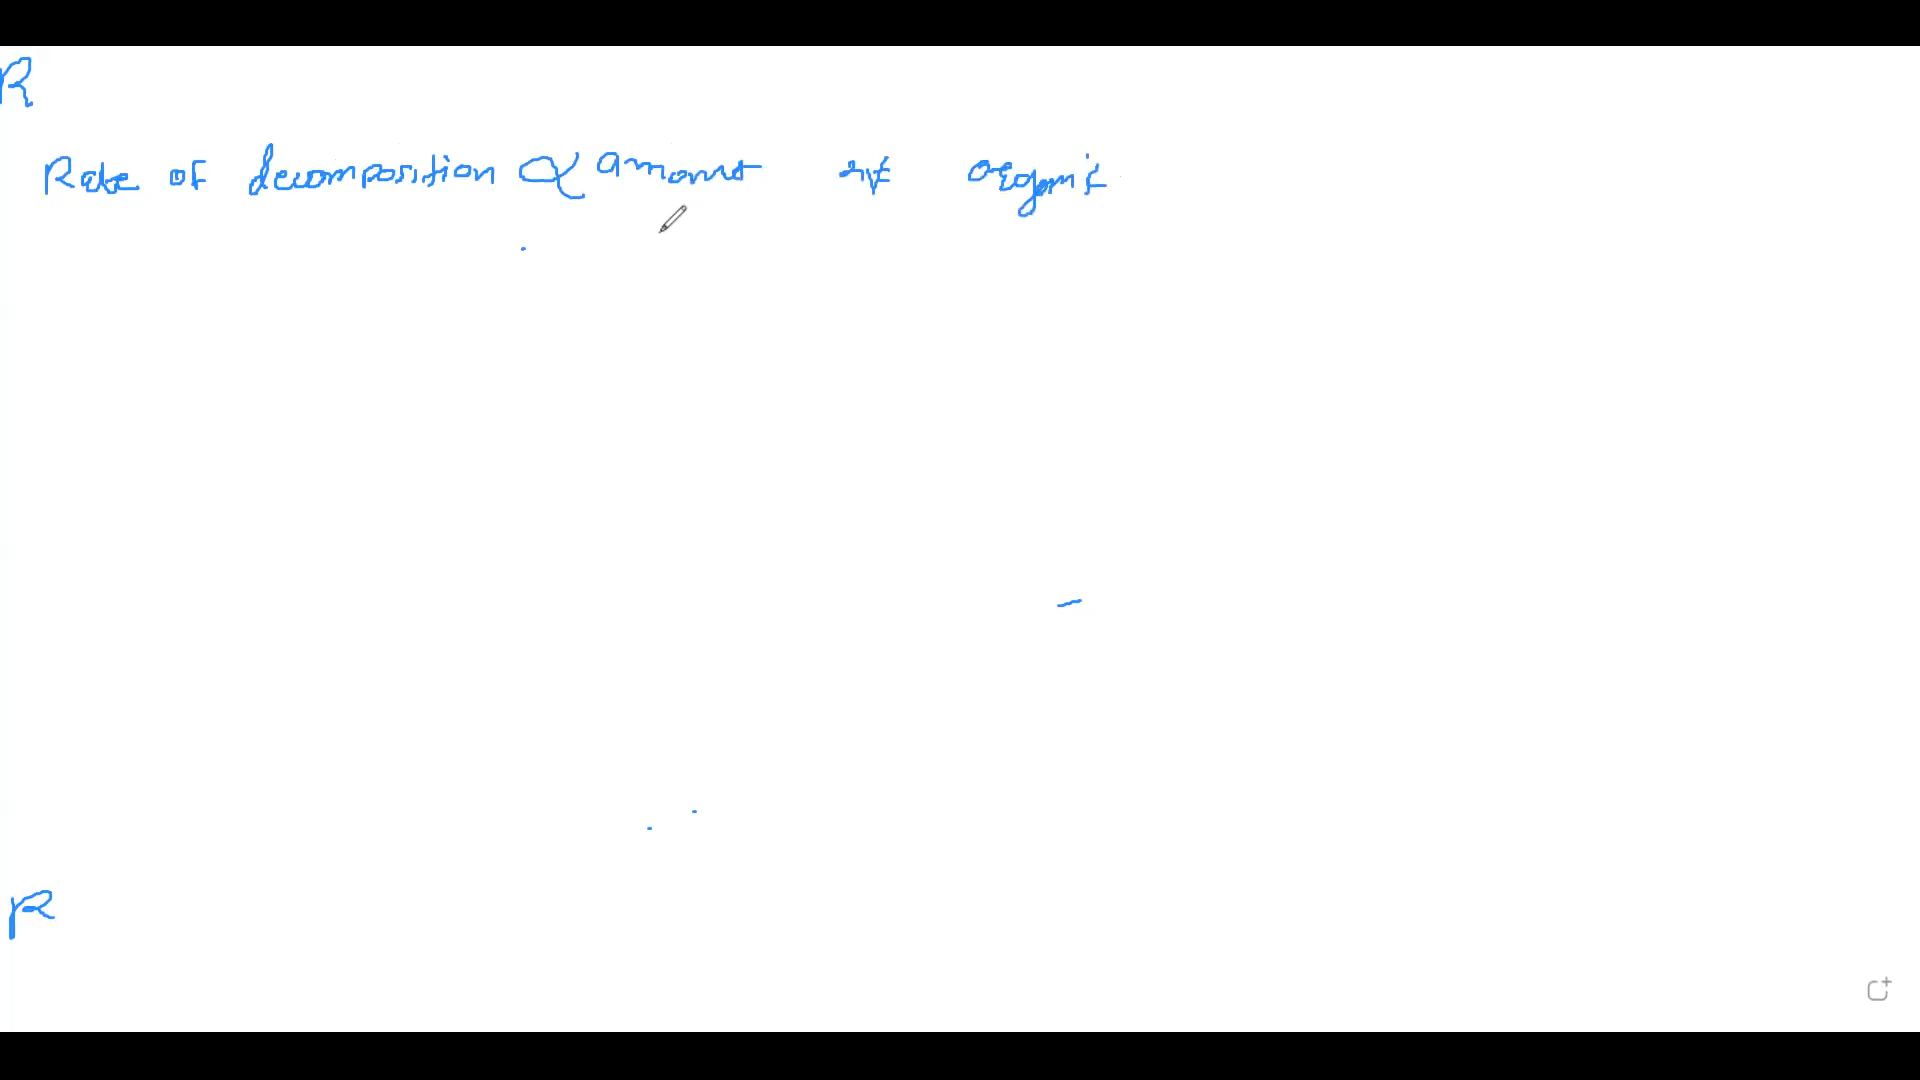 R
Rate of decomposition ∝ amount of organic
R